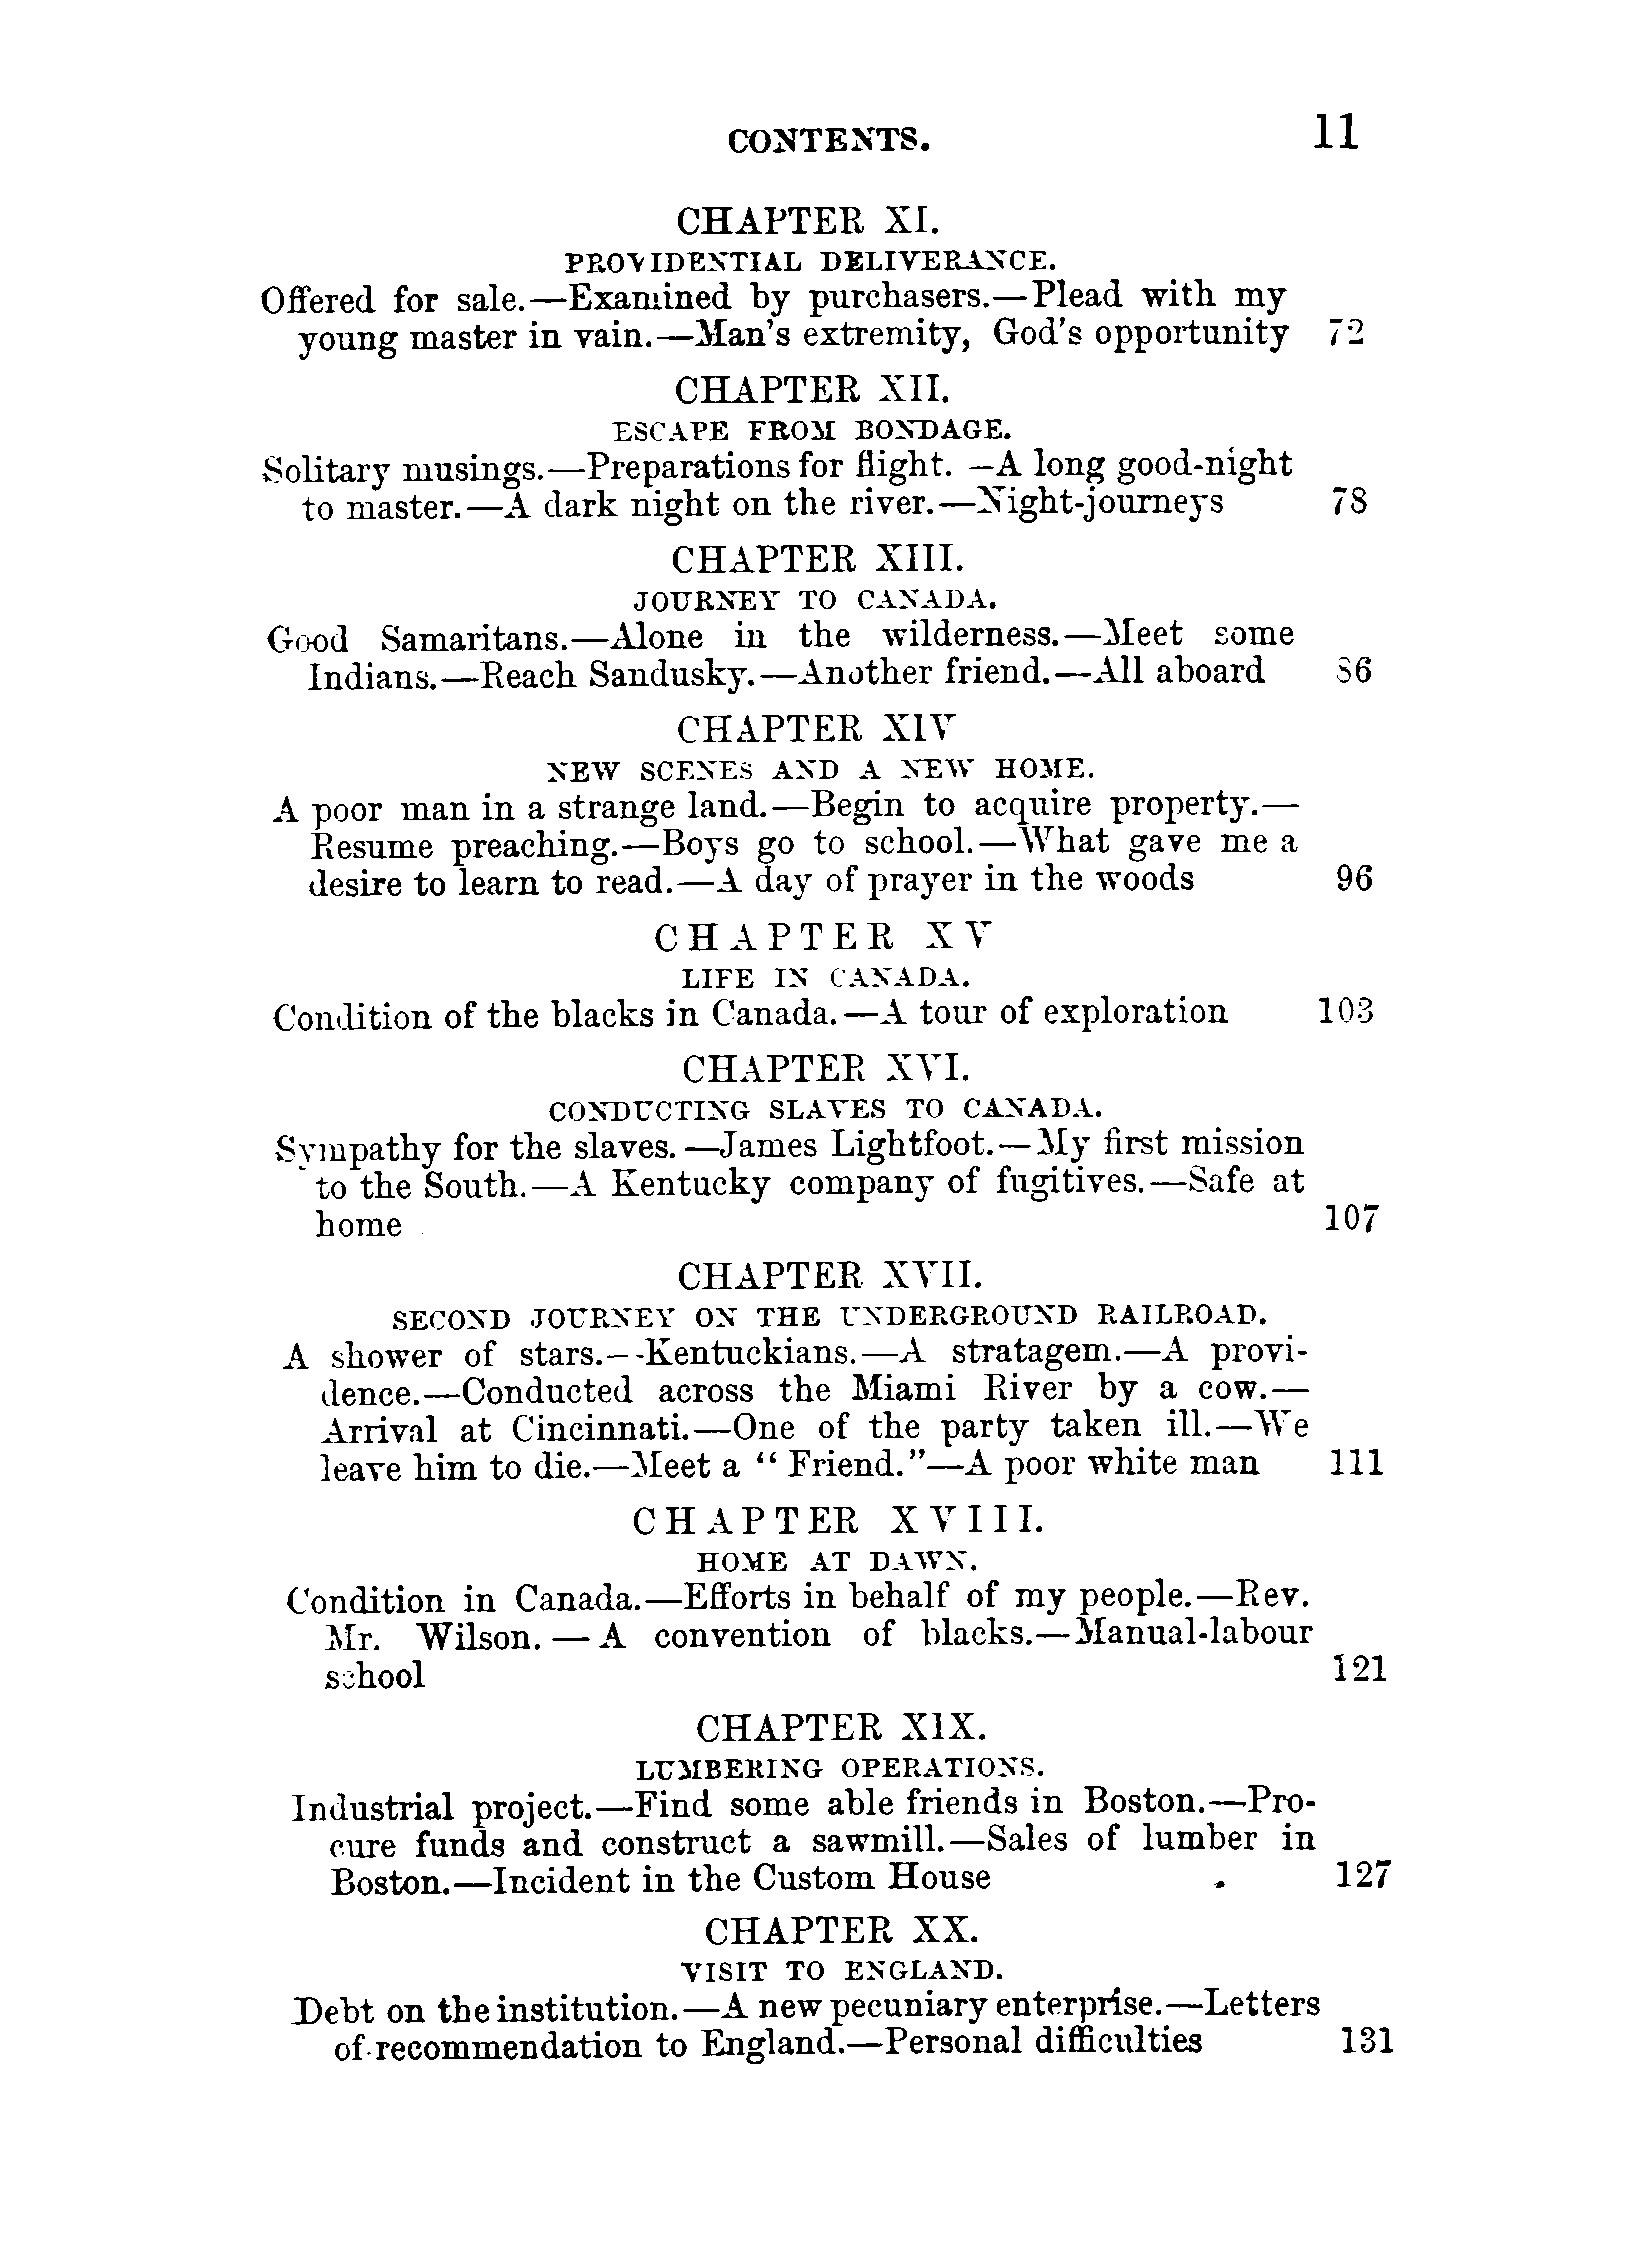 CONTENTS. 11
CHAPTER XI.
PROVIDENTIAL DELIVERANCE.
Offered for sale.—Examined by purchasers.—Plead with my
young master in vain.—Man's extremity, God's opportunity 72
CHAPTER XII.
ESCAPE FROM BONDAGE.
Solitary musings.—Preparations for flight.—A long good-night
to master.—A dark night on the river.—Night-journeys 78
CHAPTER XIII.
JOURNEY TO CANADA.
Good Samaritans.—Alone in the wilderness.—Meet some
Indians.—Reach Sandusky.—Another friend.—All aboard 86
CHAPTER XIV
NEW SCENES AND A NEW HOME.
A poor man in a strange land.—Begin to acquire property.—
Resume preaching.—Boys go to school.—What gave me a
desire to learn to read.—A day of prayer in the woods 96
CHAPTER XV
LIFE IN CANADA.
Condition of the blacks in Canada.—A tour of exploration 103
CHAPTER XVI.
CONDUCTING SLAVES TO CANADA.
Sympathy for the slaves.—James Lightfoot.—My first mission
to the South.—A Kentucky company of fugitives.—Safe at
home 107
CHAPTER XVII.
SECOND JOURNEY ON THE UNDERGROUND RAILROAD.
A shower of stars.—Kentuckians.—A stratagem.—A provi-
dence.—Conducted across the Miami River by a cow.—
Arrival at Cincinnati.—One of the party taken ill.—We
leave him to die.—Meet a "Friend."—A poor white man 111
CHAPTER XVIII.
HOME AT DAWN.
Condition in Canada.—Efforts in behalf of my people.—Rev.
Mr. Wilson.—A convention of blacks.—Manual-labour
school 121
CHAPTER XIX.
LUMBERING OPERATIONS.
Industrial project.—Find some able friends in Boston.—Pro-
cure funds and construct a sawmill.—Sales of lumber in
Boston.—Incident in the Custom House . 127
CHAPTER XX.
VISIT TO ENGLAND.
Debt on the institution.—A new pecuniary enterprise.—Letters
of recommendation to England.—Personal difficulties 131